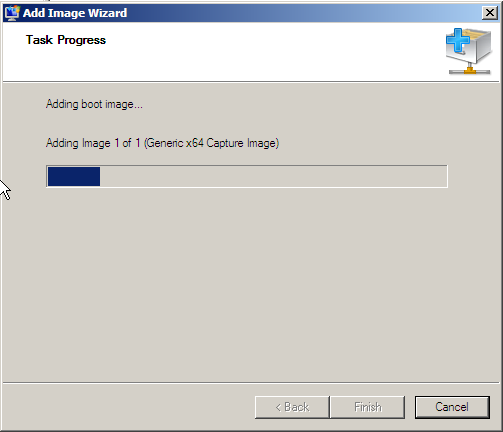 Add Image Wizard
Task Progress
Adding boot image...
Adding Image 1 of 1 (Generic x64 Capture Image)
< Back
Finish
Cancel